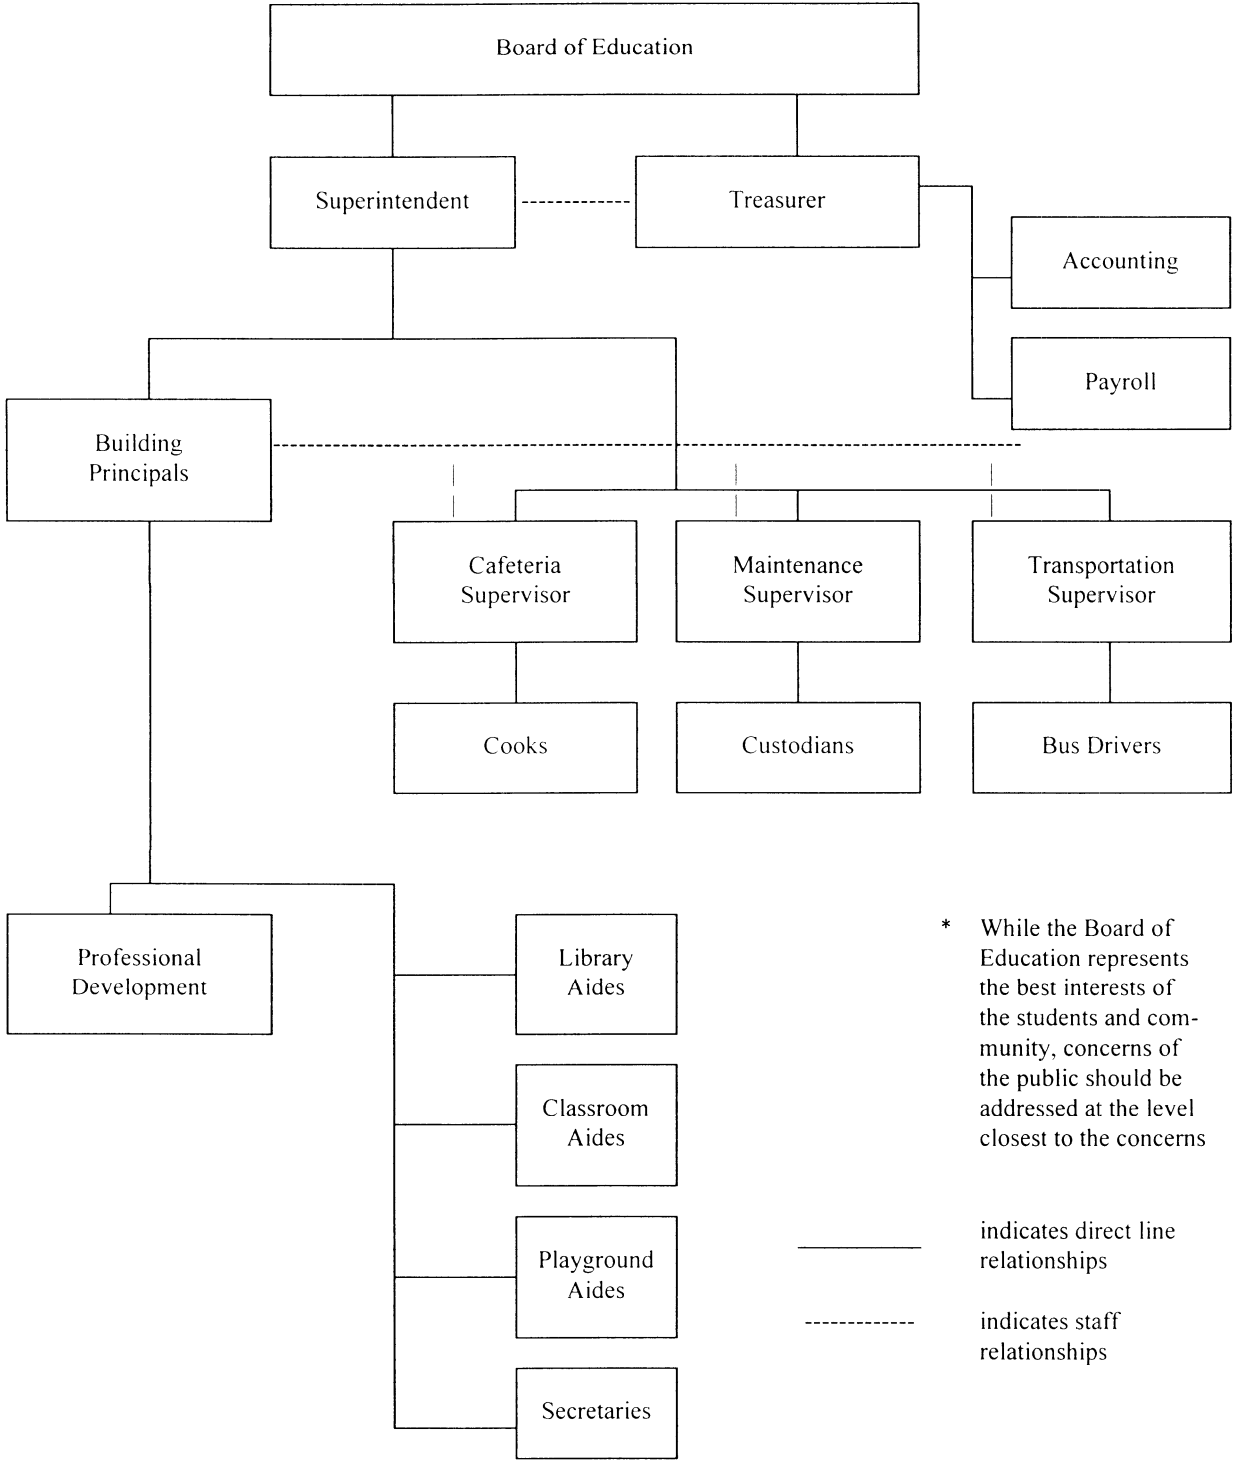 Board of Education
Superintendent
Treasurer
Accounting
Payroll
Building
Principals
Cafeteria
Supervisor
Maintenance
Supervisor
Transportation
Supervisor
Cooks
Custodians
Bus Drivers
Professional
Development
Library
Aides
Classroom
Aides
Playground
Aides
Secretaries
* While the Board of
Education represents
the best interests of
the students and com-
munity, concerns of
the public should be
addressed at the level
closest to the concerns
indicates direct line
relationships
indicates staff
relationships